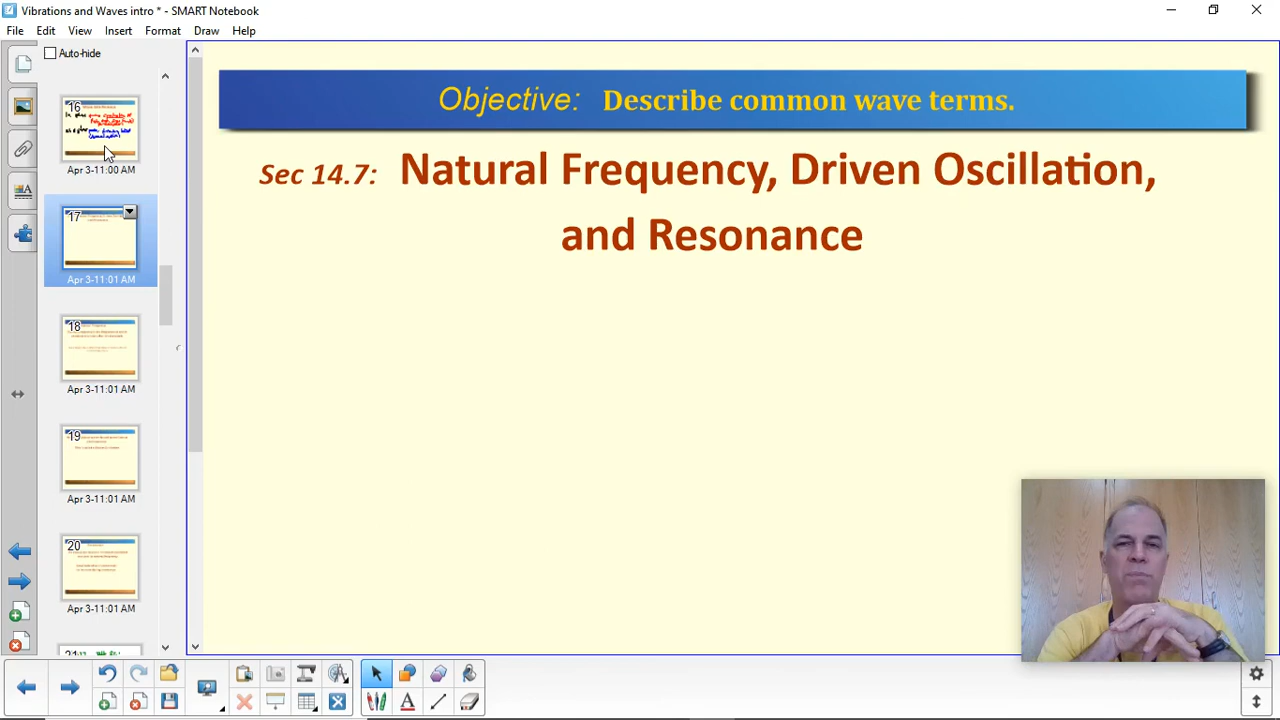 Vibrations and Waves intro * - SMART Notebook
File Edit View Insert Format Draw Help
Auto-hide
16
Apr 3-11:00 AM
17
Apr 3-11:01 AM
18
Apr 3-11:01 AM
19
Apr 3-11:01 AM
20
Apr 3-11:01 AM
Objective: Describe common wave terms.
Sec 14.7: Natural Frequency, Driven Oscillation,
and Resonance